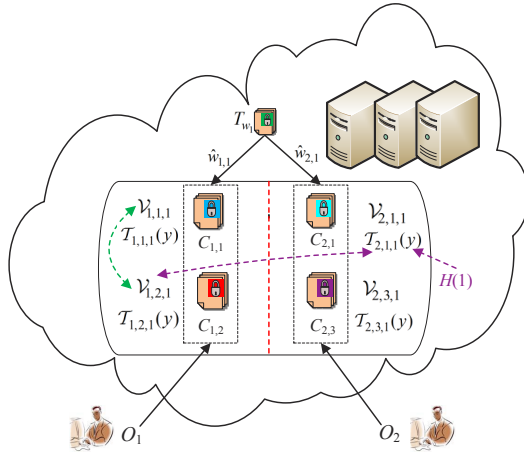 T_{w_1}
ŵ_{1,1} ŵ_{2,1}
𝒱_{1,1,1} 𝒱_{2,1,1}
𝒯_{1,1,1}(y) C_{1,1} C_{2,1} 𝒯_{2,1,1}(y)
𝒱_{1,2,1} 𝒱_{2,3,1} H(1)
𝒯_{1,2,1}(y) C_{1,2} C_{2,3} 𝒯_{2,3,1}(y)
O_1 O_2